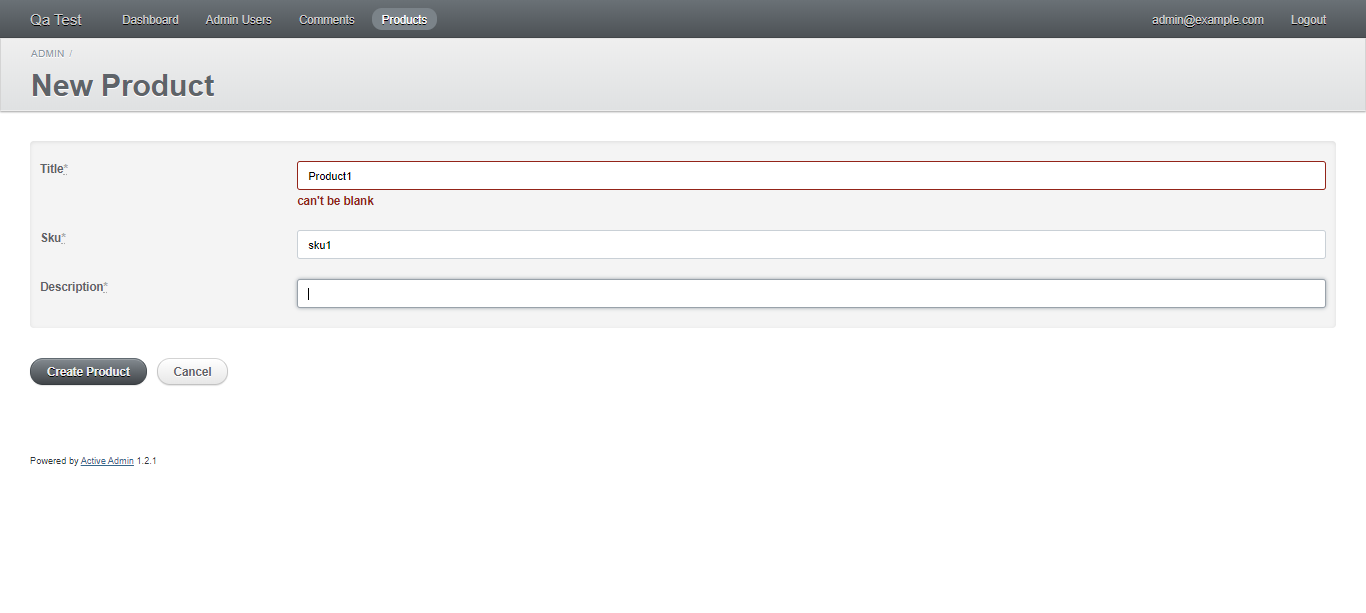 Qa Test Dashboard Admin Users Comments Products admin@example.com Logout
ADMIN /
New Product
Title* Product1
can't be blank
Sku* sku1
Description*
Create Product Cancel
Powered by Active Admin 1.2.1